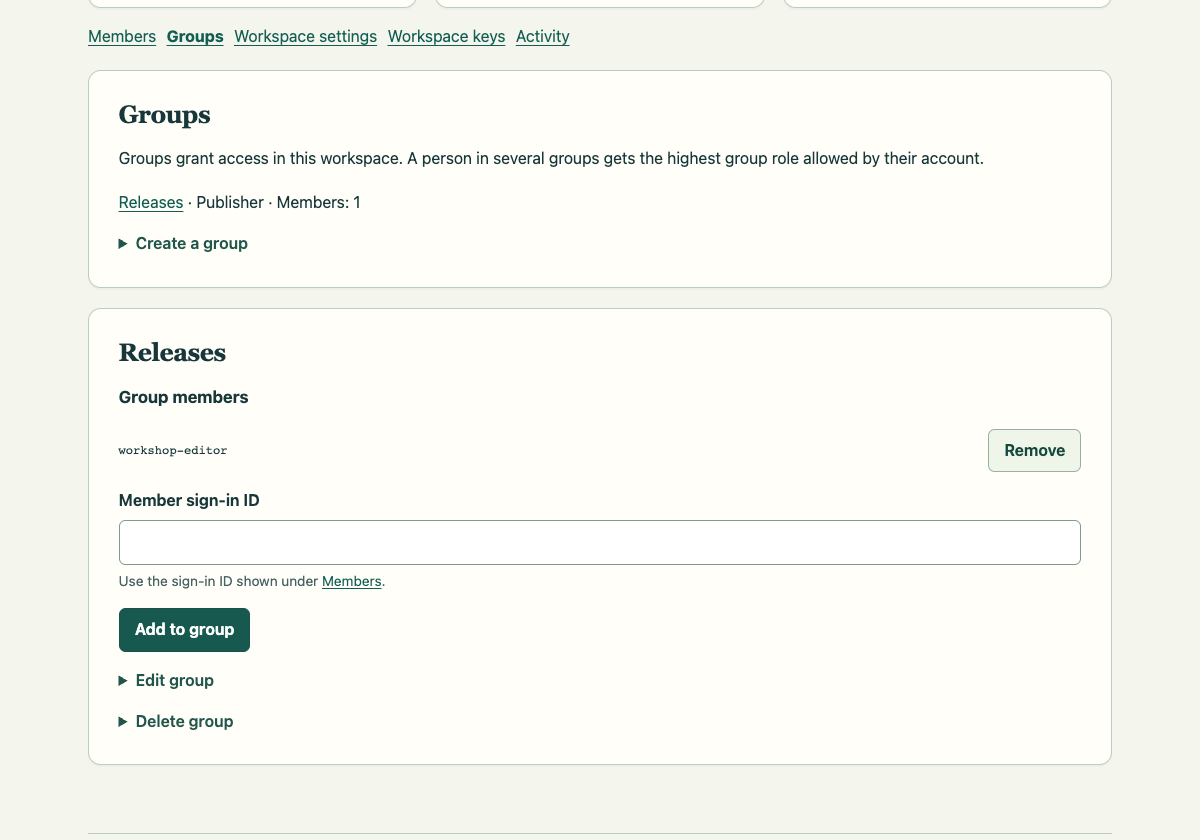 Members Groups Workspace settings Workspace keys Activity
Groups
Groups grant access in this workspace. A person in several groups gets the highest group role allowed by their account.
Releases · Publisher · Members: 1
Create a group
Releases
Group members
workshop-editor
Remove
Member sign-in ID
Use the sign-in ID shown under Members.
Add to group
Edit group
Delete group